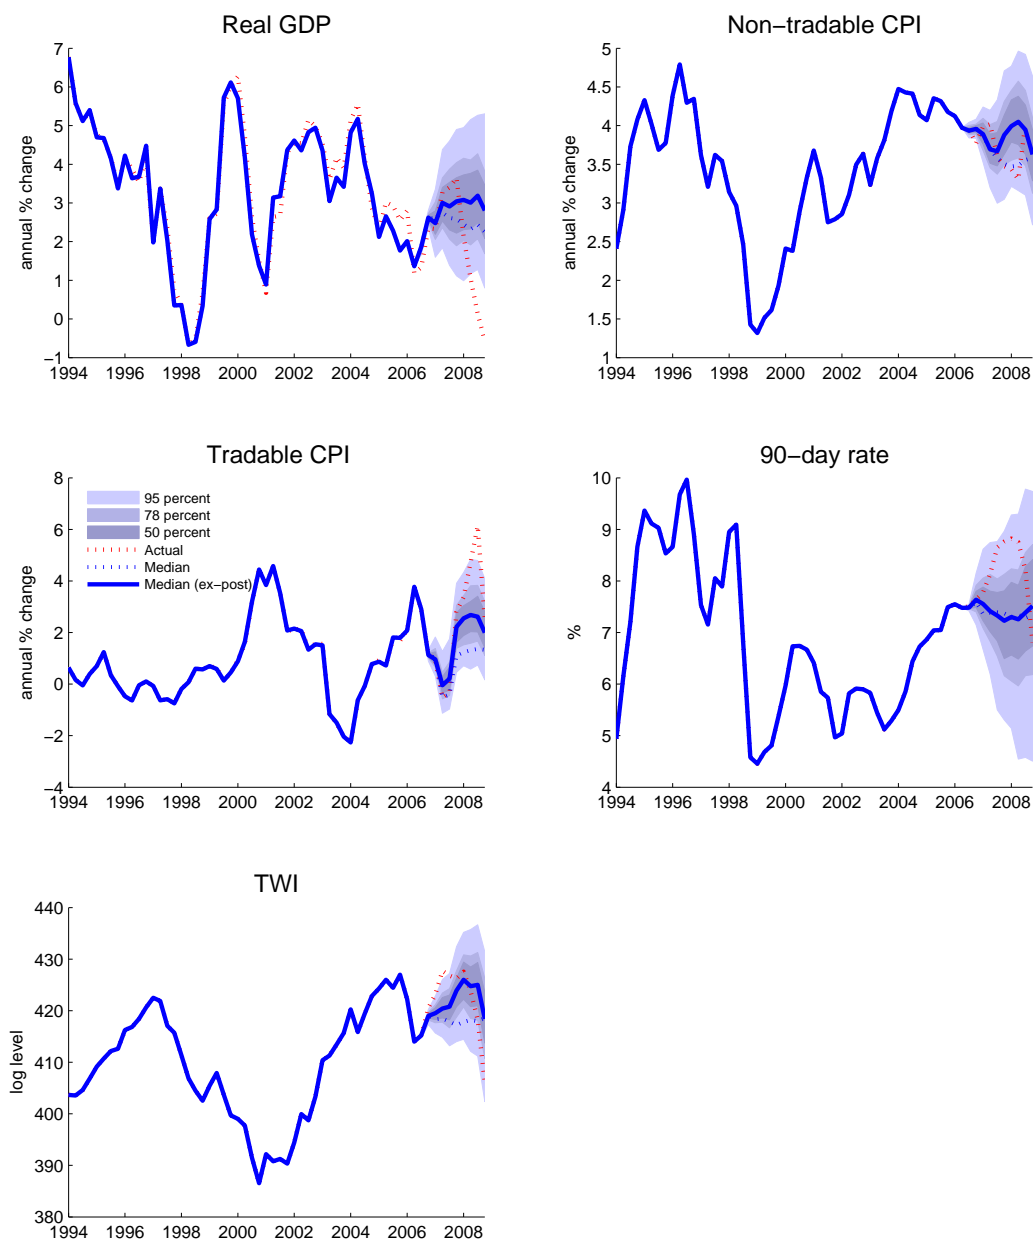 Real GDP
annual % change
7
6
5
4
3
2
1
0
−1
1994 1996 1998 2000 2002 2004 2006 2008
Non−tradable CPI
annual % change
5
4.5
4
3.5
3
2.5
2
1.5
1
1994 1996 1998 2000 2002 2004 2006 2008
Tradable CPI
annual % change
8
6
4
2
0
−2
−4
95 percent
78 percent
50 percent
Actual
Median
Median (ex−post)
1994 1996 1998 2000 2002 2004 2006 2008
90−day rate
%
10
9
8
7
6
5
4
1994 1996 1998 2000 2002 2004 2006 2008
TWI
log level
440
430
420
410
400
390
380
1994 1996 1998 2000 2002 2004 2006 2008